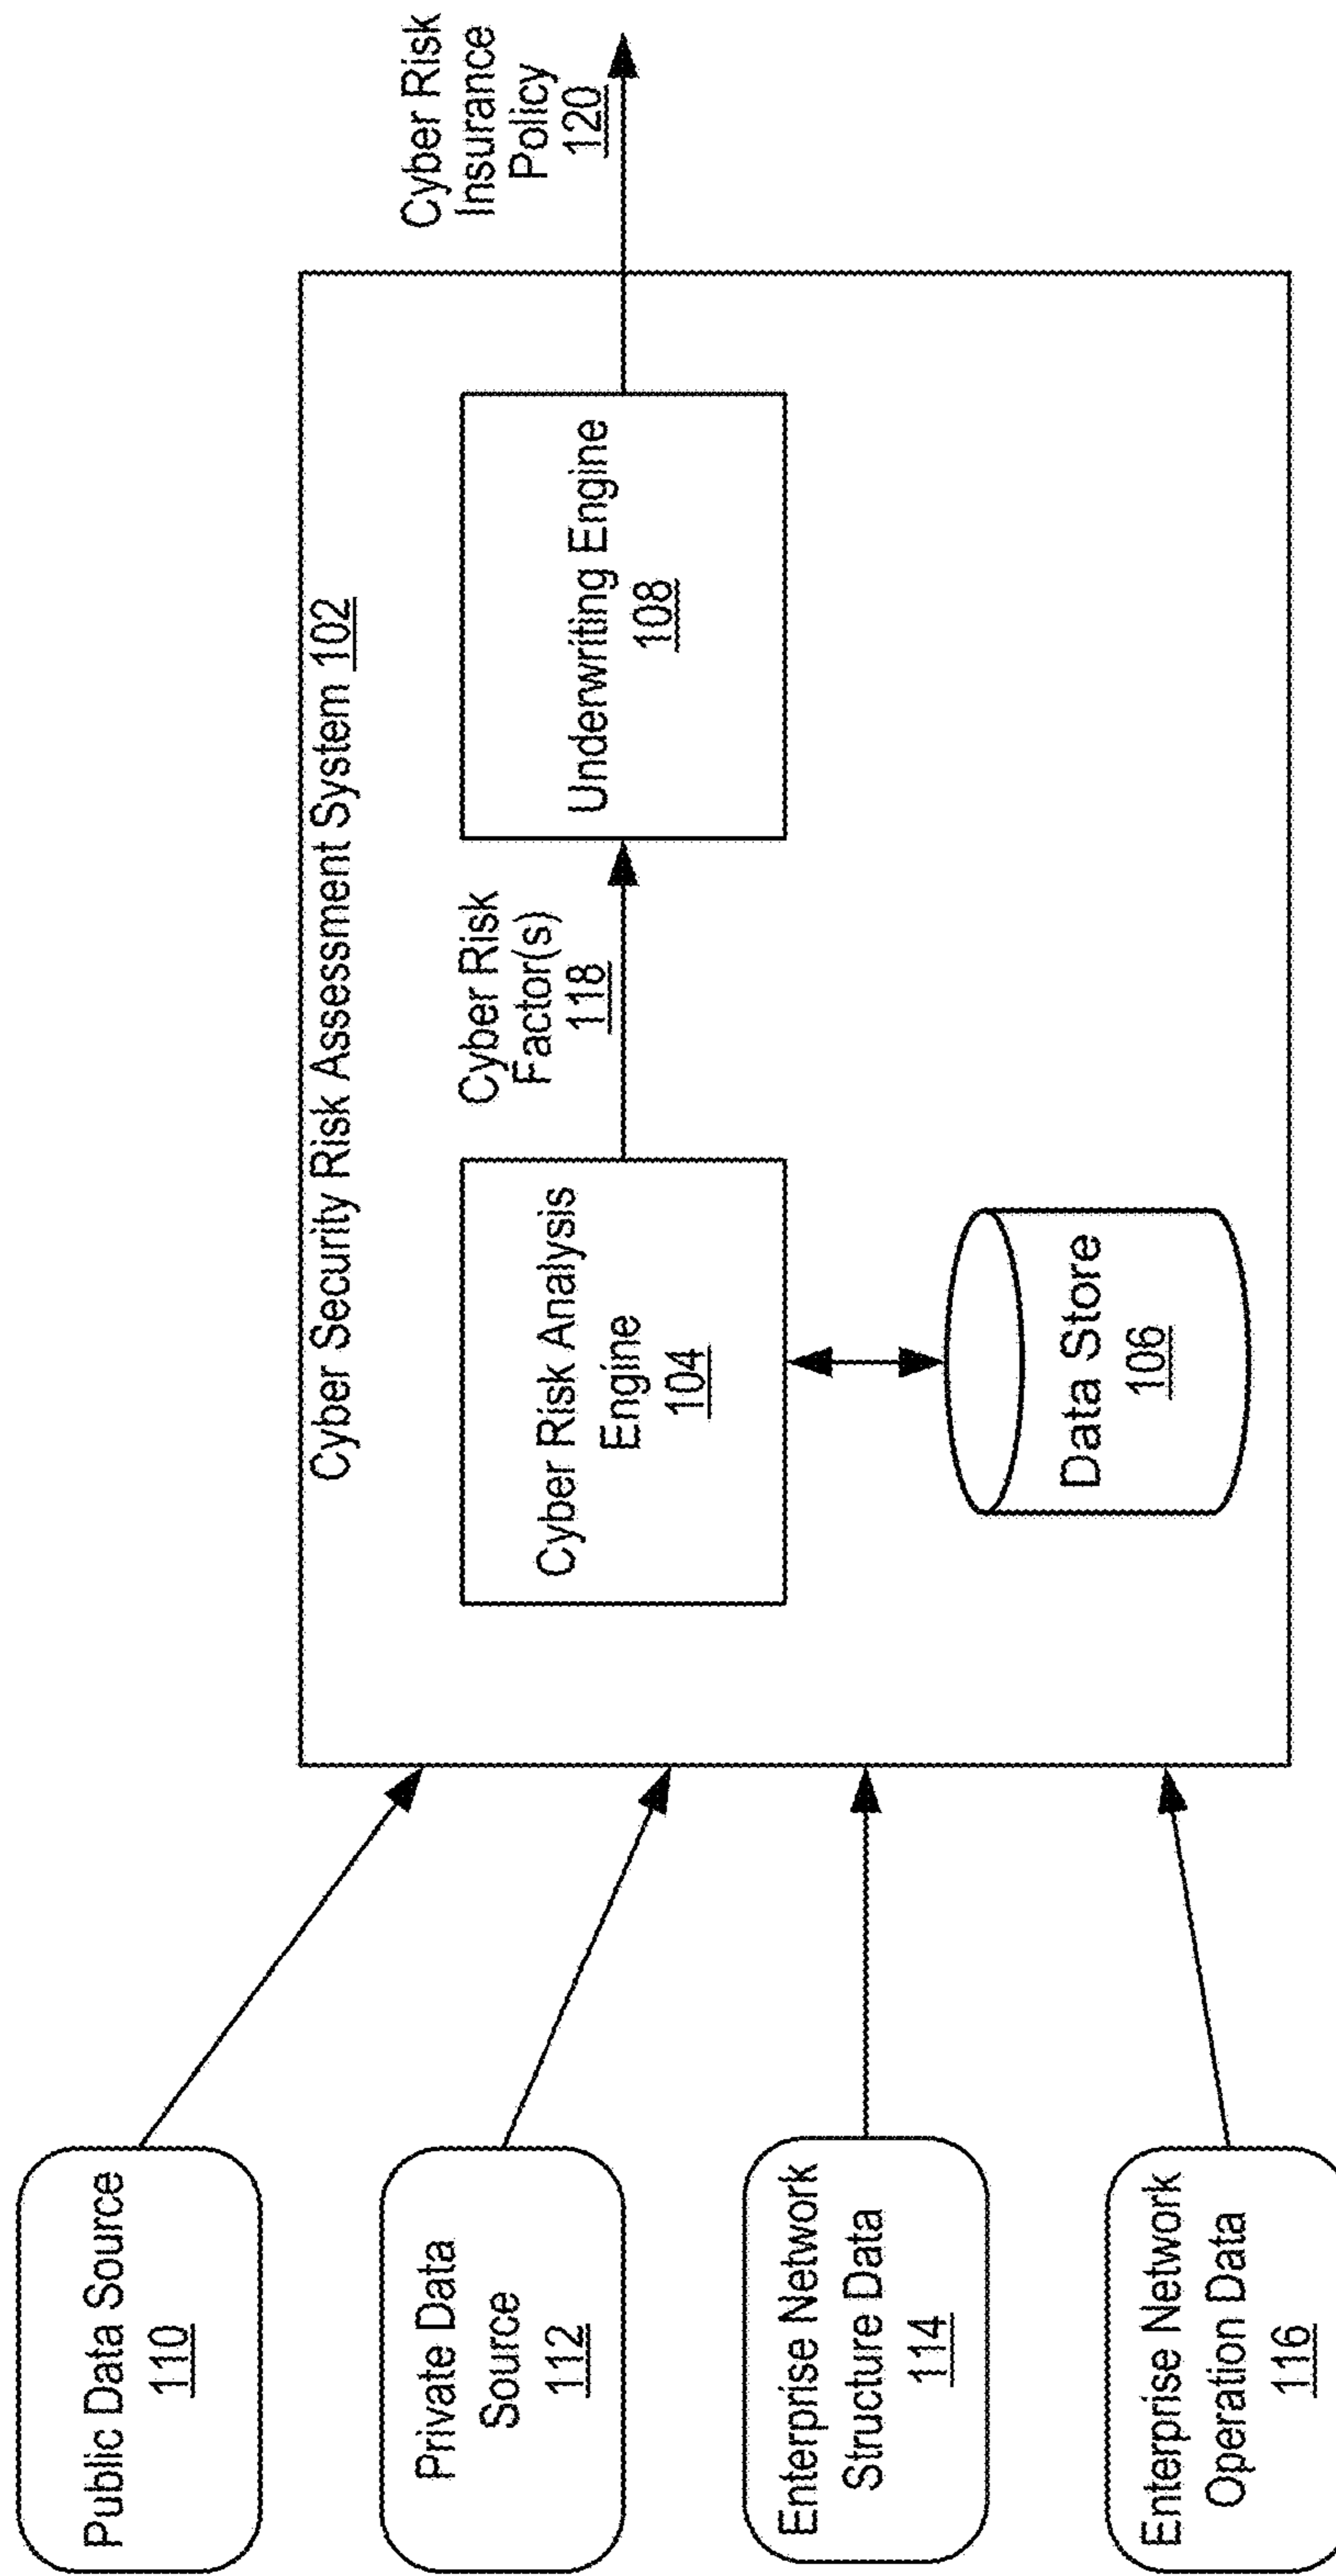 Public Data Source
110
Private Data
Source
112
Enterprise Network
Structure Data
114
Enterprise Network
Operation Data
116
Cyber Security Risk Assessment System 102
Cyber Risk Analysis
Engine
104
Data Store
106
Cyber Risk
Factor(s)
118
Underwriting Engine
108
Cyber Risk
Insurance
Policy
120